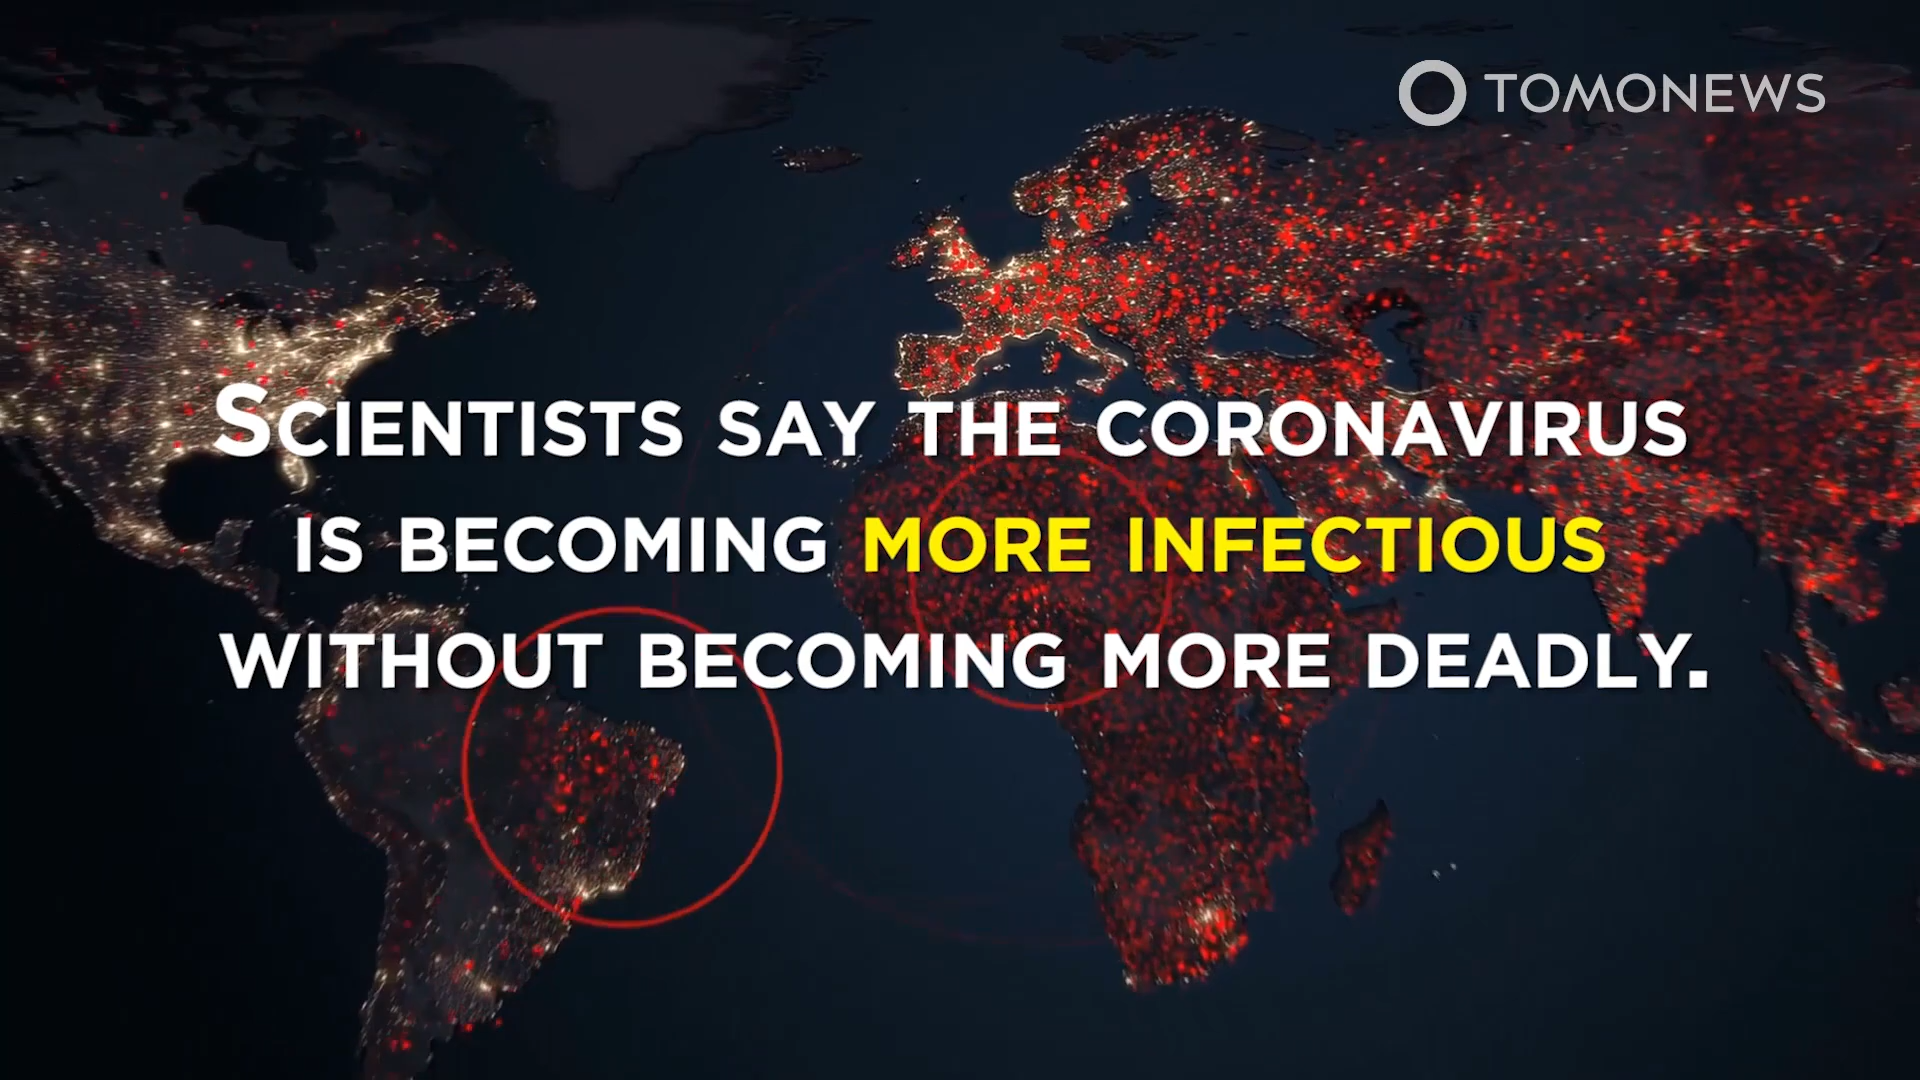 TOMONEWS
SCIENTISTS SAY THE CORONAVIRUS
IS BECOMING MORE INFECTIOUS
WITHOUT BECOMING MORE DEADLY.